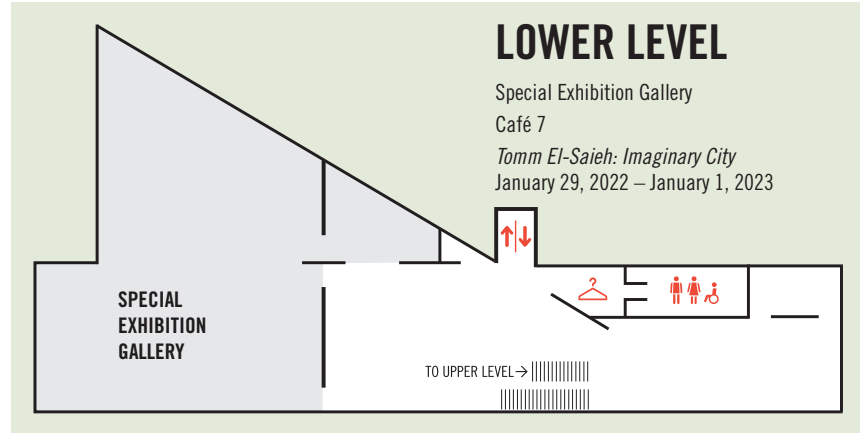 LOWER LEVEL
Special Exhibition Gallery
Café 7
Tomm El-Saieh: Imaginary City
January 29, 2022 – January 1, 2023
SPECIAL
EXHIBITION
GALLERY
TO UPPER LEVEL→